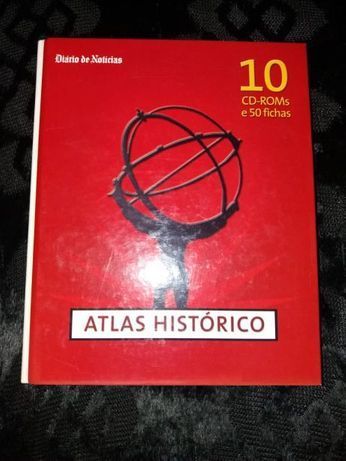 Diário de Notícias
10
CD-ROMs
e 50 fichas
ATLAS HISTÓRICO